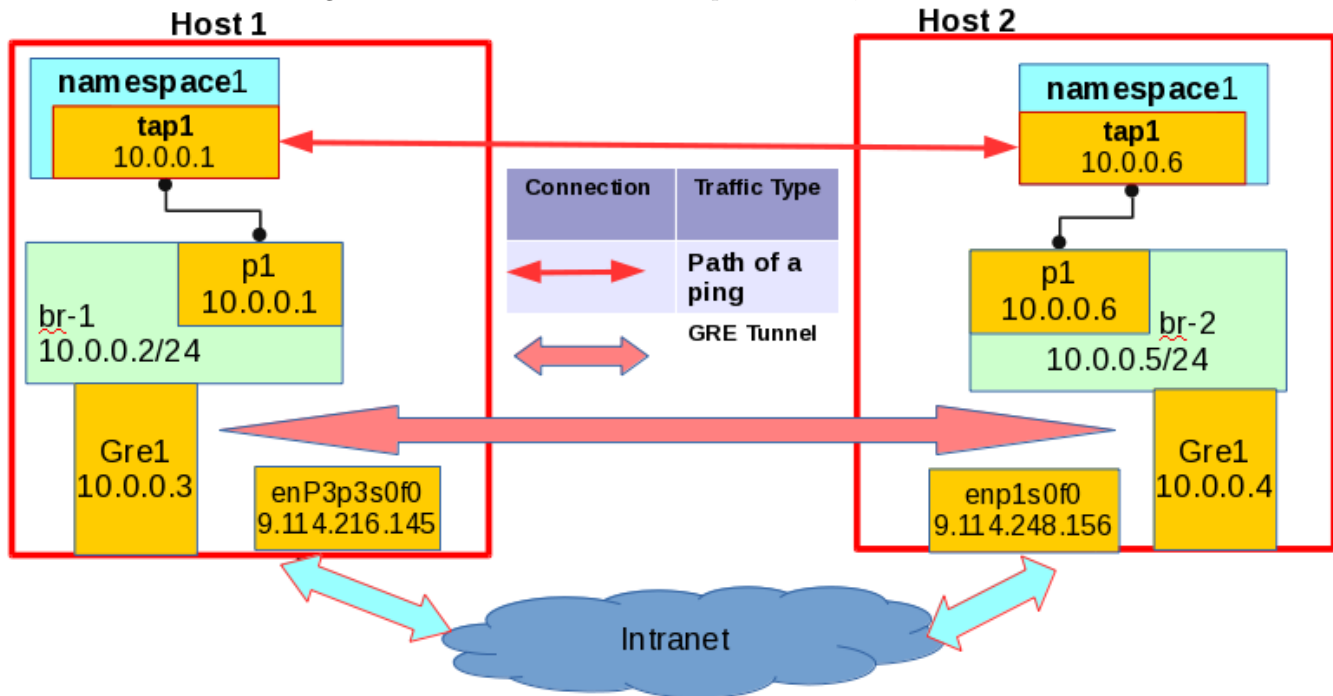 Host 1
Host 2
namespace1
tap1
10.0.0.1
namespace1
tap1
10.0.0.6
Connection
Traffic Type
Path of a
ping
GRE Tunnel
p1
10.0.0.1
br-1
10.0.0.2/24
p1
10.0.0.6
br-2
10.0.0.5/24
Gre1
10.0.0.3
enP3p3s0f0
9.114.216.145
enp1s0f0
9.114.248.156
Gre1
10.0.0.4
Intranet